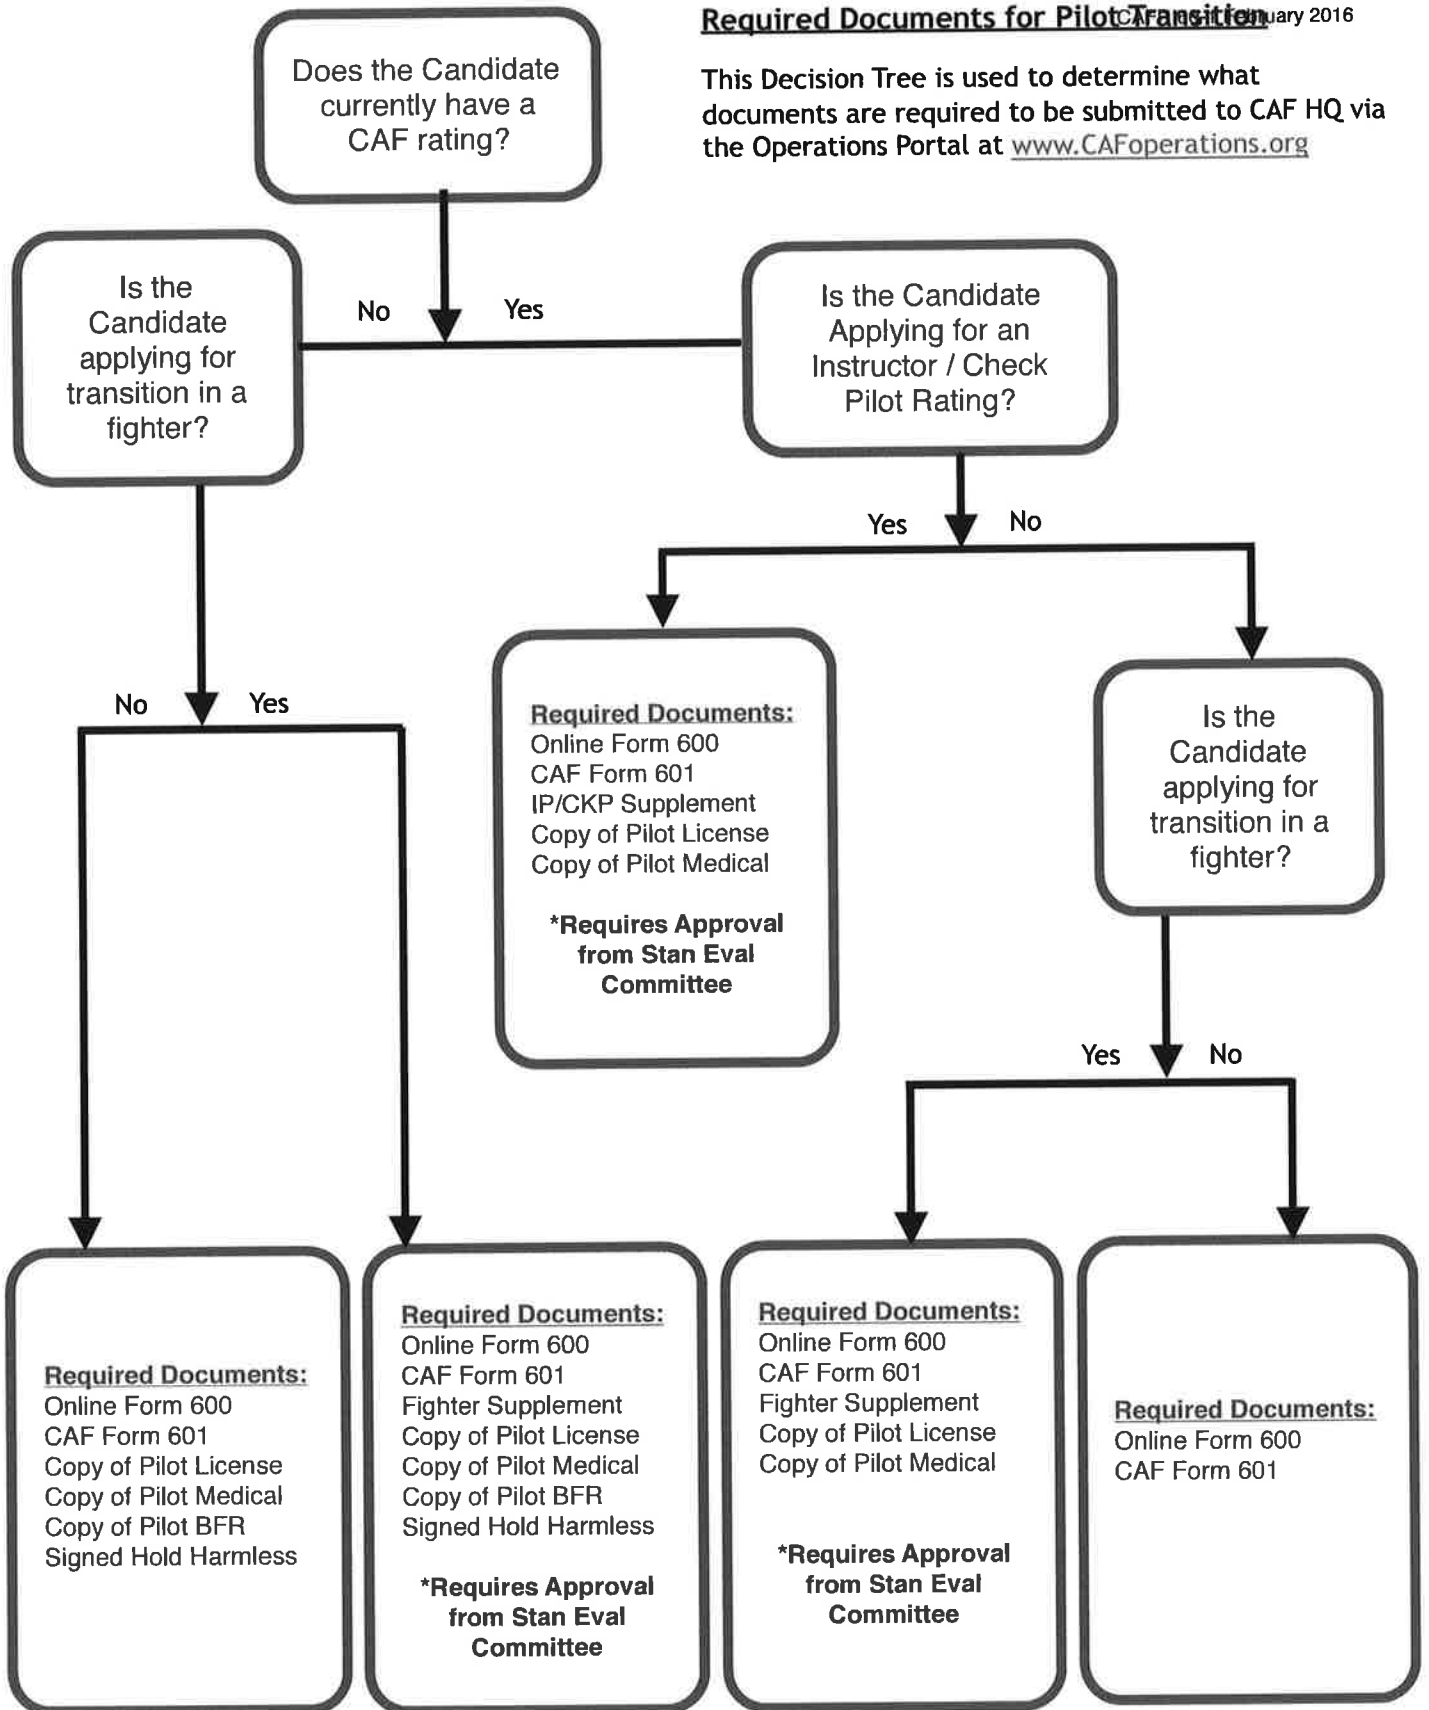 Required Documents for Pilot Transition
February 2016
This Decision Tree is used to determine what
documents are required to be submitted to CAF HQ via
the Operations Portal at www.CAFoperations.org
Does the Candidate
currently have a
CAF rating?
No
Yes
Is the
Candidate
applying for
transition in a
fighter?
Is the Candidate
Applying for an
Instructor / Check
Pilot Rating?
Yes
No
No
Yes
Required Documents:
Online Form 600
CAF Form 601
IP/CKP Supplement
Copy of Pilot License
Copy of Pilot Medical
*Requires Approval
from Stan Eval
Committee
Is the
Candidate
applying for
transition in a
fighter?
Yes
No
Required Documents:
Online Form 600
CAF Form 601
Copy of Pilot License
Copy of Pilot Medical
Copy of Pilot BFR
Signed Hold Harmless
Required Documents:
Online Form 600
CAF Form 601
Fighter Supplement
Copy of Pilot License
Copy of Pilot Medical
Copy of Pilot BFR
Signed Hold Harmless
*Requires Approval
from Stan Eval
Committee
Required Documents:
Online Form 600
CAF Form 601
Fighter Supplement
Copy of Pilot License
Copy of Pilot Medical
*Requires Approval
from Stan Eval
Committee
Required Documents:
Online Form 600
CAF Form 601